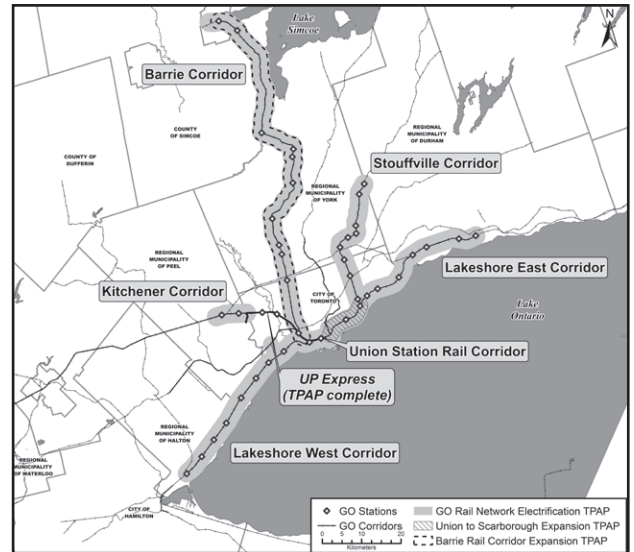 Lake
Simcoe
N
Barrie Corridor
COUNTY
OF SIMCOE
REGIONAL
MUNICIPALITY
OF DURHAM
COUNTY OF
DUFFERIN
Stouffville Corridor
REGIONAL
MUNICIPALITY
OF YORK
REGIONAL
MUNICIPALITY
OF PEEL
Lakeshore East Corridor
Kitchener Corridor
CITY OF
TORONTO
Lake
Ontario
Union Station Rail Corridor
UP Express
(TPAP complete)
REGIONAL
MUNICIPALITY
OF HALTON
Lakeshore West Corridor
REGIONAL
MUNICIPALITY
OF WATERLOO
CITY OF
HAMILTON
GO Stations
GO Corridors
0 5 10 20
Kilometers
GO Rail Network Electrification TPAP
Union to Scarborough Expansion TPAP
Barrie Rail Corridor Expansion TPAP